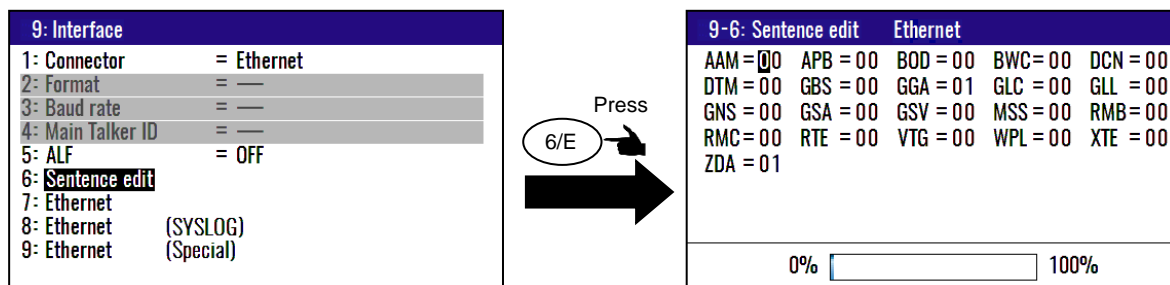 9: Interface
1: Connector = Ethernet
2: Format = —
3: Baud rate = —
4: Main Talker ID = —
5: ALF = OFF
6: Sentence edit
7: Ethernet
8: Ethernet (SYSLOG)
9: Ethernet (Special)
Press
6/E
9-6: Sentence edit Ethernet
AAM = 00 APB = 00 BOD = 00 BWC = 00 DCN = 00
DTM = 00 GBS = 00 GGA = 01 GLC = 00 GLL = 00
GNS = 00 GSA = 00 GSV = 00 MSS = 00 RMB = 00
RMC = 00 RTE = 00 VTG = 00 WPL = 00 XTE = 00
ZDA = 01
0% 100%